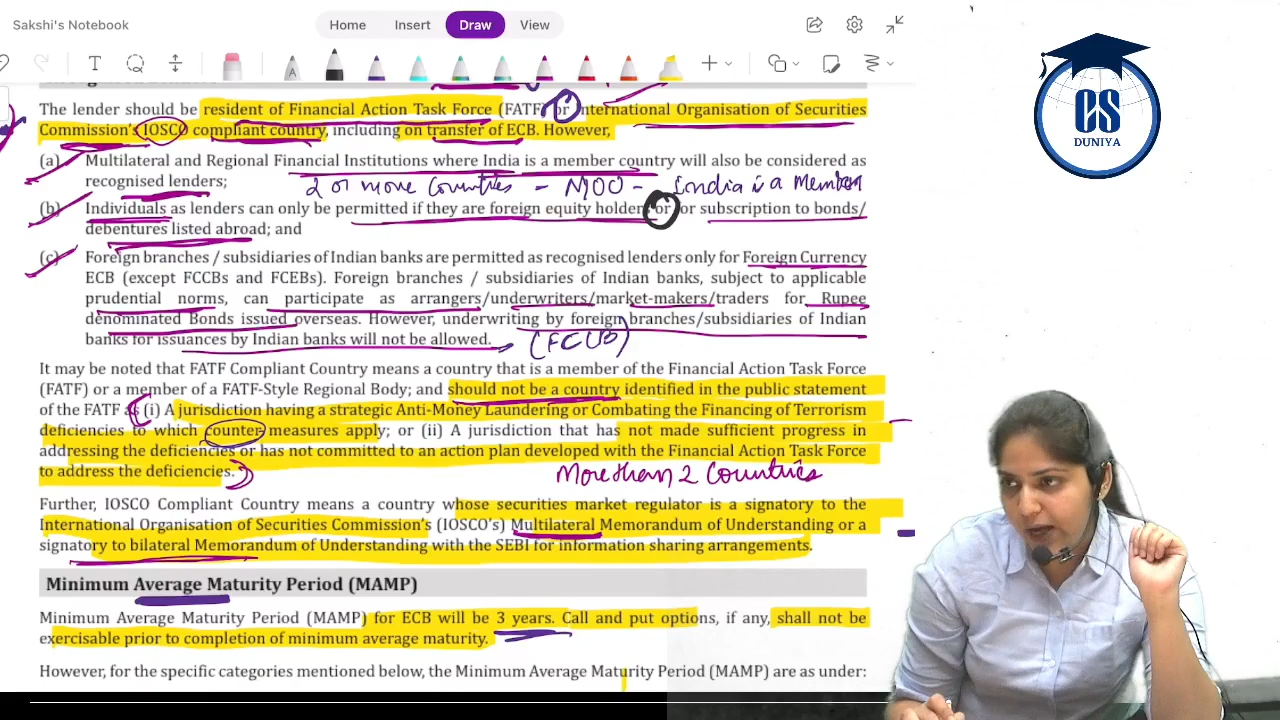 Sakshi's Notebook
Home Insert Draw View
The lender should be resident of Financial Action Task Force (FATF) or International Organisation of Securities
Commission's IOSCO compliant country, including on transfer of ECB. However,
(a) Multilateral and Regional Financial Institutions where India is a member country will also be considered as
recognised lenders;
2 or more Countries - MOU - india is a Member
(b) Individuals as lenders can only be permitted if they are foreign equity holders or for subscription to bonds/
debentures listed abroad; and
(c) Foreign branches / subsidiaries of Indian banks are permitted as recognised lenders only for Foreign Currency
ECB (except FCCBs and FCEBs). Foreign branches / subsidiaries of Indian banks, subject to applicable
prudential norms, can participate as arrangers/underwriters/market-makers/traders for Rupee
denominated Bonds issued overseas. However, underwriting by foreign branches/subsidiaries of Indian
banks for issuances by Indian banks will not be allowed.
It may be noted that FATF Compliant Country means a country that is a member of the Financial Action Task Force
(FATF) or a member of a FATF-Style Regional Body; and should not be a country identified in the public statement
of the FATF as (i) A jurisdiction having a strategic Anti-Money Laundering or Combating the Financing of Terrorism
deficiencies to which counter measures apply; or (ii) A jurisdiction that has not made sufficient progress in
addressing the deficiencies or has not committed to an action plan developed with the Financial Action Task Force
to address the deficiencies.
More than 2 Countries
Further, IOSCO Compliant Country means a country whose securities market regulator is a signatory to the
International Organisation of Securities Commission's (IOSCO's) Multilateral Memorandum of Understanding or a
signatory to bilateral Memorandum of Understanding with the SEBI for information sharing arrangements.
Minimum Average Maturity Period (MAMP)
Minimum Average Maturity Period (MAMP) for ECB will be 3 years. Call and put options, if any, shall not be
exercisable prior to completion of minimum average maturity.
However, for the specific categories mentioned below, the Minimum Average Maturity Period (MAMP) are as under:
CS
DUNIYA